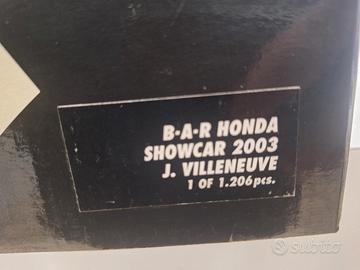 B·A·R HONDA
SHOWCAR 2003
J. VILLENEUVE
1 OF 1.206 pcs.
subito